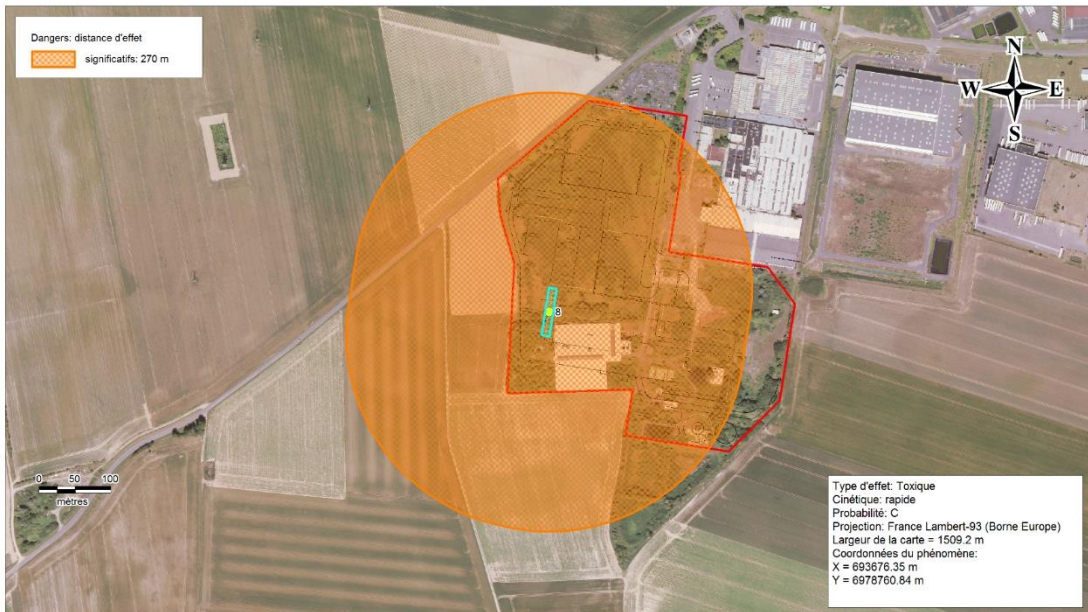 Dangers: distance d'effet
significatifs: 270 m
N
W E
S
8
0 50 100
mètres
Type d'effet: Toxique
Cinétique: rapide
Probabilité: C
Projection: France Lambert-93 (Borne Europe)
Largeur de la carte = 1509.2 m
Coordonnées du phénomène:
X = 693676.35 m
Y = 6978760.84 m